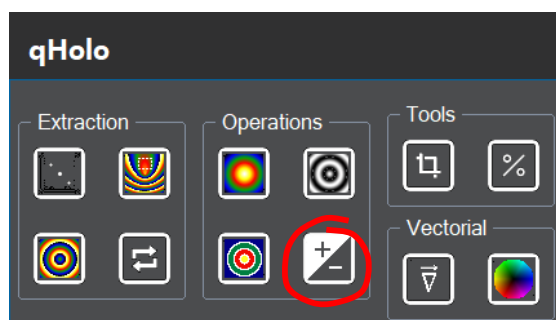 qHolo
Extraction
Operations
Tools
%
+
−
Vectorial